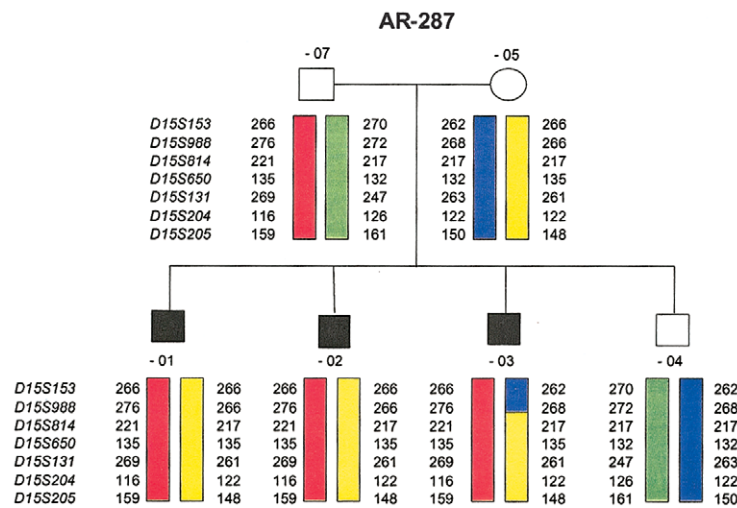 AR-287
- 07 - 05
D15S153 266 270 262 266
D15S988 276 272 268 266
D15S814 221 217 217 217
D15S650 135 132 132 135
D15S131 269 247 263 261
D15S204 116 126 122 122
D15S205 159 161 150 148
- 01 - 02 - 03 - 04
D15S153 266 266 266 266 266 262 270 262
D15S988 276 266 276 266 276 268 272 268
D15S814 221 217 221 217 221 217 217 217
D15S650 135 135 135 135 135 135 132 132
D15S131 269 261 269 261 269 261 247 263
D15S204 116 122 116 122 116 122 126 122
D15S205 159 148 159 148 159 148 161 150